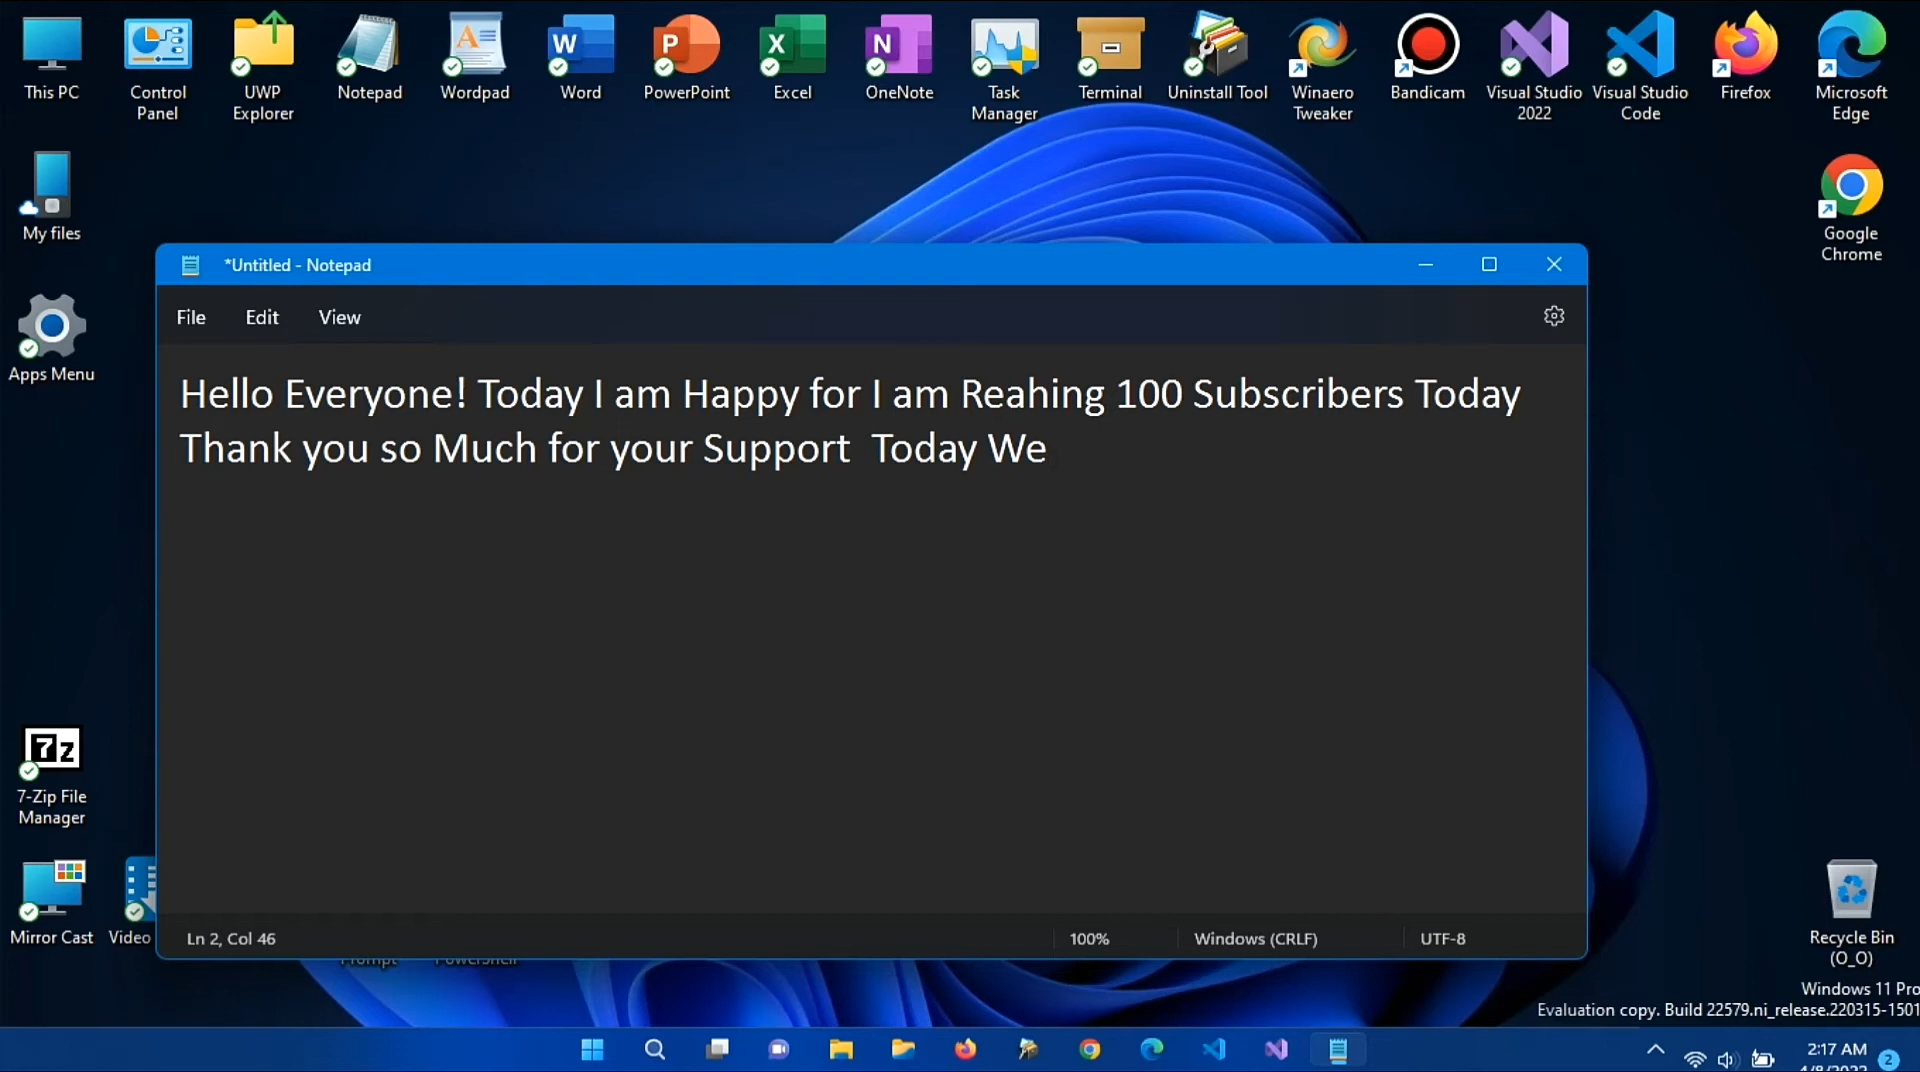 This PC
Control
Panel
UWP
Explorer
Notepad
Wordpad
Word
PowerPoint
Excel
OneNote
Task
Manager
Terminal
Uninstall Tool
Winaero
Tweaker
Bandicam
Visual Studio
2022
Visual Studio
Code
Firefox
Microsoft
Edge
My files
Google
Chrome
Apps Menu
*Untitled - Notepad
File Edit View
Hello Everyone! Today I am Happy for I am Reahing 100 Subscribers Today
Thank you so Much for your Support  Today We
7-Zip File
Manager
Mirror Cast
Video
Ln 2, Col 46
100%
Windows (CRLF)
UTF-8
Prompt
PowerShell
Recycle Bin
(O_O)
Windows 11 Pro
Evaluation copy. Build 22579.ni_release.220315-1501
2:17 AM
2